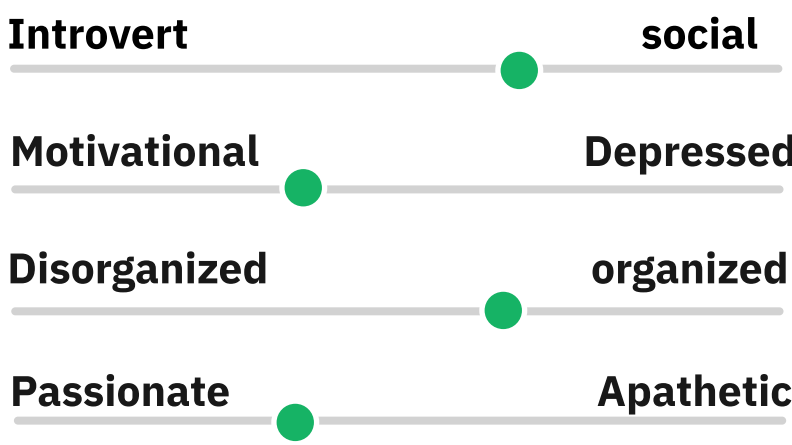 Introvert social
Motivational Depressed
Disorganized organized
Passionate Apathetic